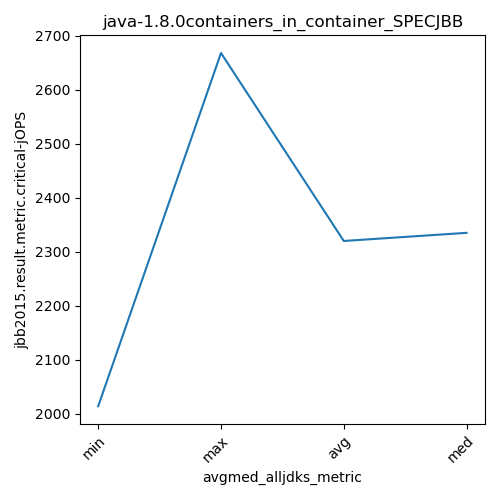 java-1.8.0containers_in_container_SPECJBB
jbb2015.result.metric.critical-jOPS
2700
2600
2500
2400
2300
2200
2100
2000
min
max
avg
med
avgmed_alljdks_metric